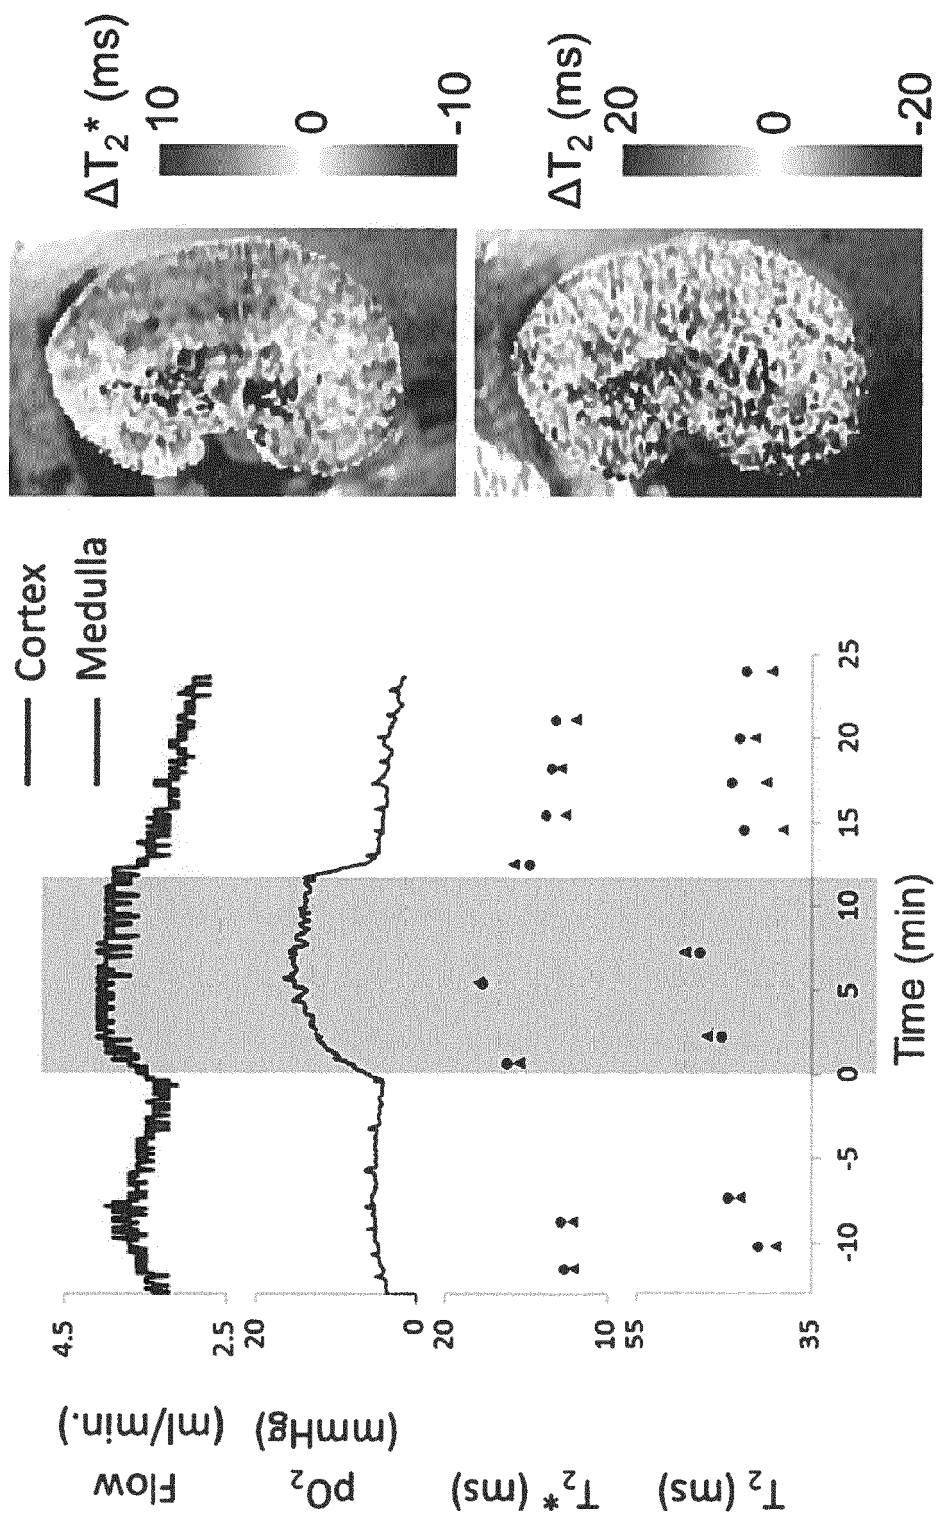 Cortex
Medulla
Flow
(ml/min.)
4.5
2.5
pO2
(mmHg)
20
0
T2* (ms)
20
10
T2 (ms)
55
35
-10
-5
0
5
10
15
20
25
Time (min)
ΔT2* (ms)
10
0
-10
ΔT2 (ms)
20
0
-20